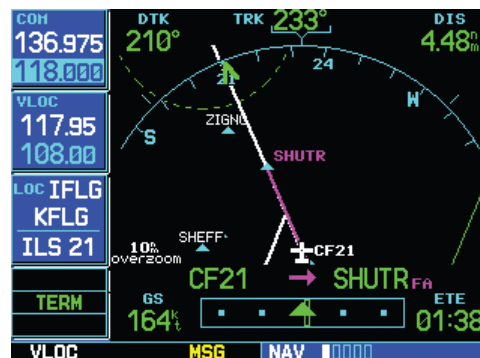 COM
136.975
118.000
VLOC
117.95
108.00
LOC IFLG
KFLG
ILS 21
TERM
DTK
210°
TRK 233°
DIS
4.48nm
21
24
W
S
ZIGNO
SHUTR
SHEFF
CF21
10nm
overzoom
CF21 → SHUTR FA
GS
164kt
ETE
01:38
VLOC MSG NAV